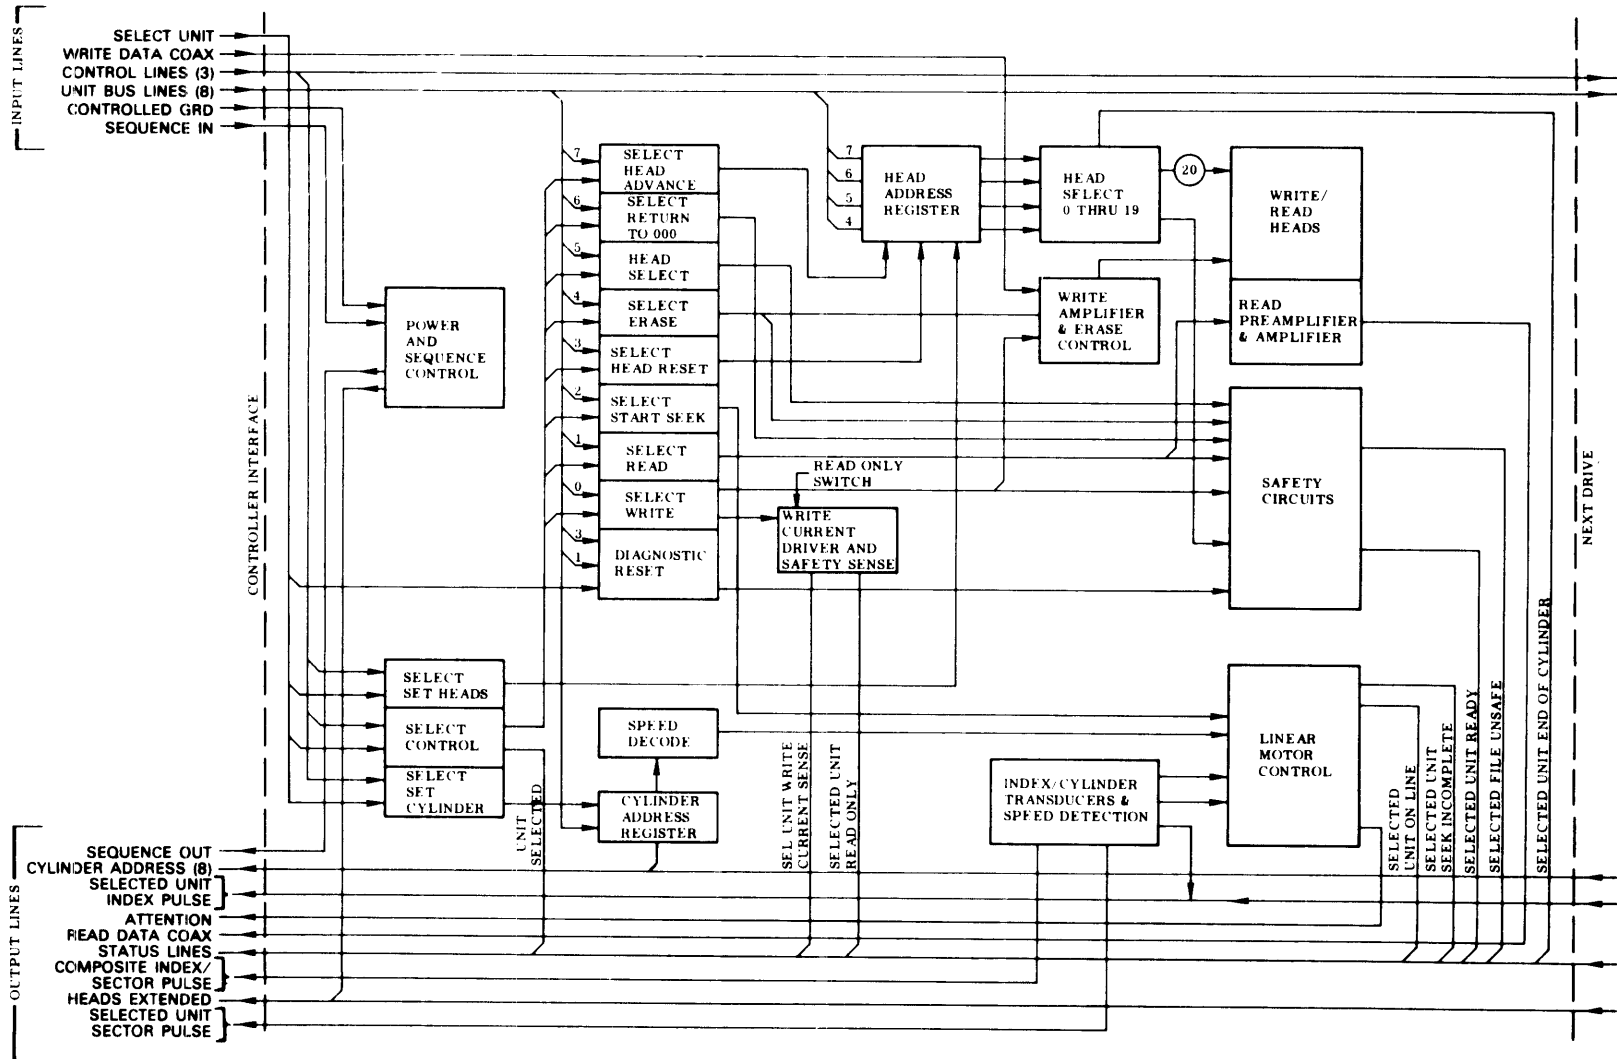 INPUT LINES
SELECT UNIT
WRITE DATA COAX
CONTROL LINES (3)
UNIT BUS LINES (8)
CONTROLLED GRD
SEQUENCE IN
CONTROLLER INTERFACE
POWER
AND
SEQUENCE
CONTROL
7
SELECT
HEAD
ADVANCE
6
SELECT
RETURN
TO 000
5
HEAD
SELECT
4
SELECT
ERASE
3
SELECT
HEAD RESET
2
SELECT
START SEEK
1
SELECT
READ
0
SELECT
WRITE
3
1
DIAGNOSTIC
RESET
7
6
5
4
HEAD
ADDRESS
REGISTER
HEAD
SELECT
0 THRU 19
20
WRITE/
READ
HEADS
WRITE
AMPLIFIER
& ERASE
CONTROL
READ
PREAMPLIFIER
& AMPLIFIER
READ ONLY
SWITCH
WRITE
CURRENT
DRIVER AND
SAFETY SENSE
SAFETY
CIRCUITS
NEXT DRIVE
SELECT
SET HEADS
SELECT
CONTROL
SELECT
SET
CYLINDER
SPEED
DECODE
CYLINDER
ADDRESS
REGISTER
UNIT
SELECTED
SEL UNIT WRITE
CURRENT SENSE
SELECTED UNIT
READ ONLY
INDEX/CYLINDER
TRANSDUCERS &
SPEED DETECTION
LINEAR
MOTOR
CONTROL
SELECTED
UNIT ON LINE
SELECTED UNIT
SEEK INCOMPLETE
SELECTED UNIT READY
SELECTED FILE UNSAFE
SELECTED UNIT END OF CYLINDER
OUTPUT LINES
SEQUENCE OUT
CYLINDER ADDRESS (8)
SELECTED UNIT
INDEX PULSE
ATTENTION
READ DATA COAX
STATUS LINES
COMPOSITE INDEX/
SECTOR PULSE
HEADS EXTENDED
SELECTED UNIT
SECTOR PULSE